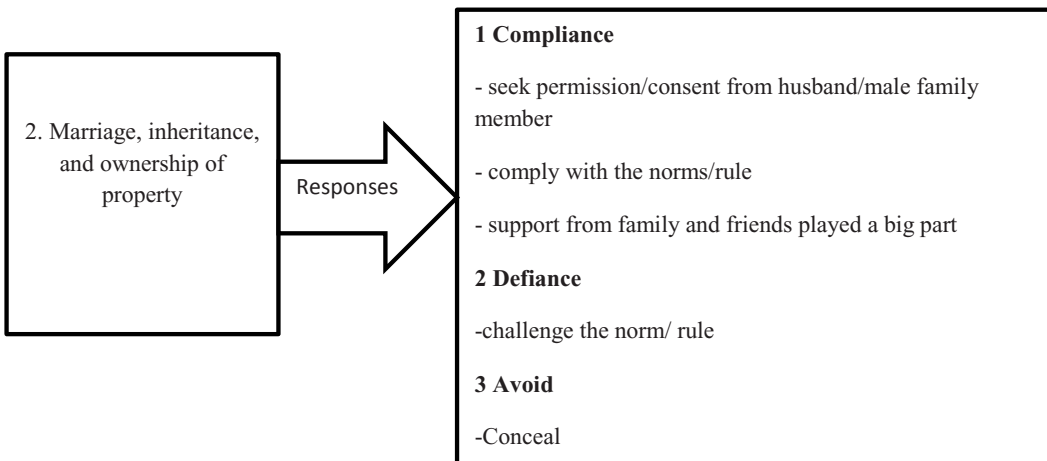 2. Marriage, inheritance,
and ownership of
property
Responses
1 Compliance
- seek permission/consent from husband/male family
member
- comply with the norms/rule
- support from family and friends played a big part
2 Defiance
-challenge the norm/ rule
3 Avoid
-Conceal